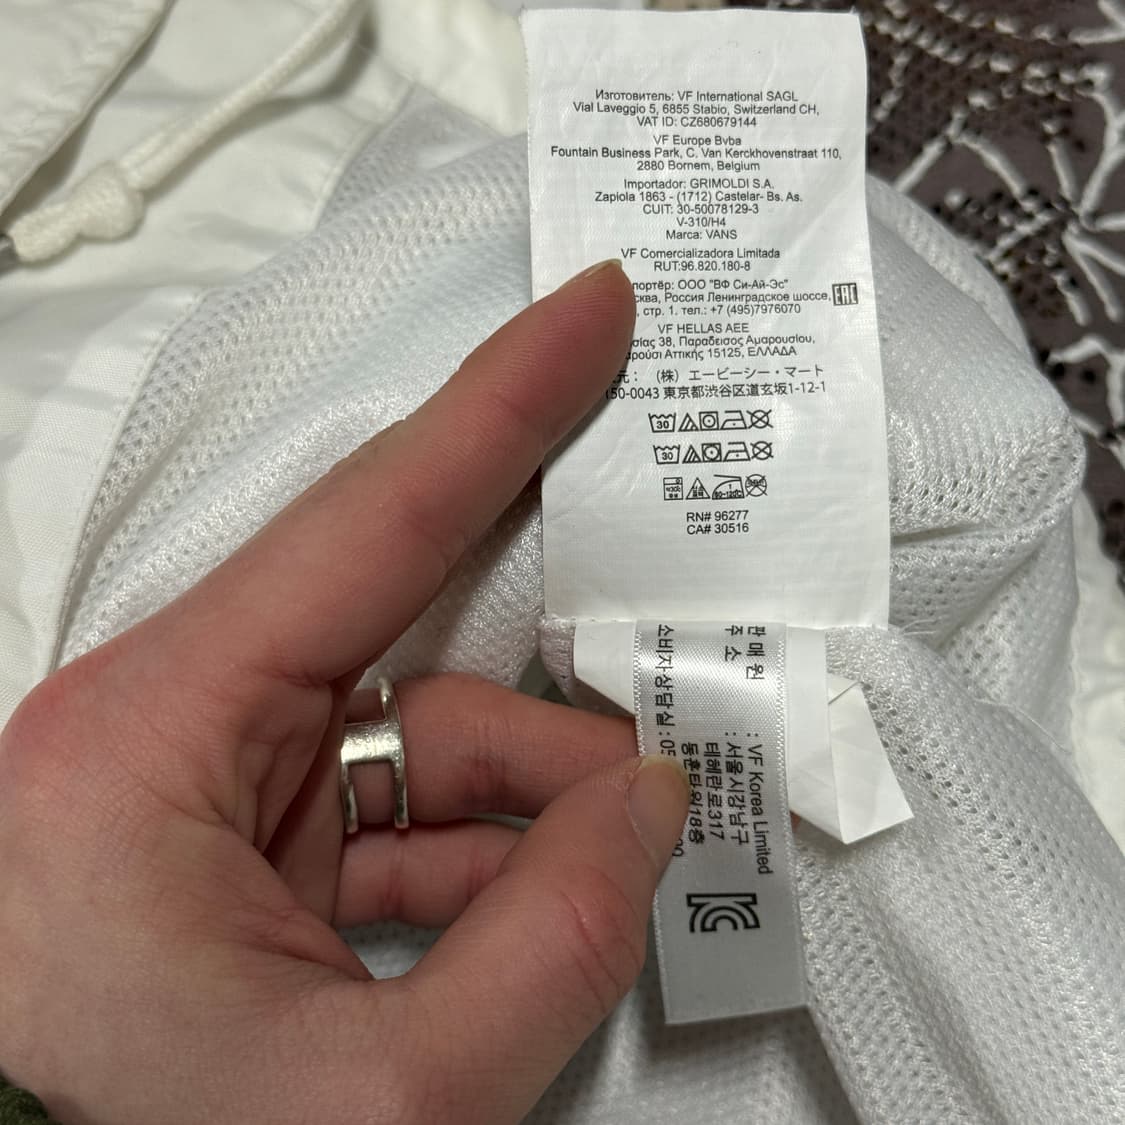 Изготовитель: VF International SAGL
Vial Laveggio 5, 6855 Stabio, Switzerland CH,
VAT ID: CZ680679144
VF Europe Bvba
Fountain Business Park, C. Van Kerckhovenstraat 110,
2880 Bornem, Belgium
Importador: GRIMOLDI S.A.
Zapiola 1863 - (1712) Castelar- Bs. As.
CUIT: 30-50078129-3
V-310/H4
Marca: VANS
VF Comercializadora Limitada
RUT:96.820.180-8
ООО "ВФ Си-Ай-Эс"
Россия Ленинградское шоссе,
EAC
стр. 1. тел.: +7 (495)7976070
VF HELLAS AEE
38, Παραδεισος Αμαρουσίου,
Αττικής 15125, ΕΛΛΑΔΑ
(株) エービーシー・マート
東京都渋谷区道玄坂1-12-1
30
30
RN# 96277
CA# 30516
판 매 원 : VF Korea Limited
주 소 : 서울시강남구
테헤란로317
동훈타워18층
소비자상담실 :